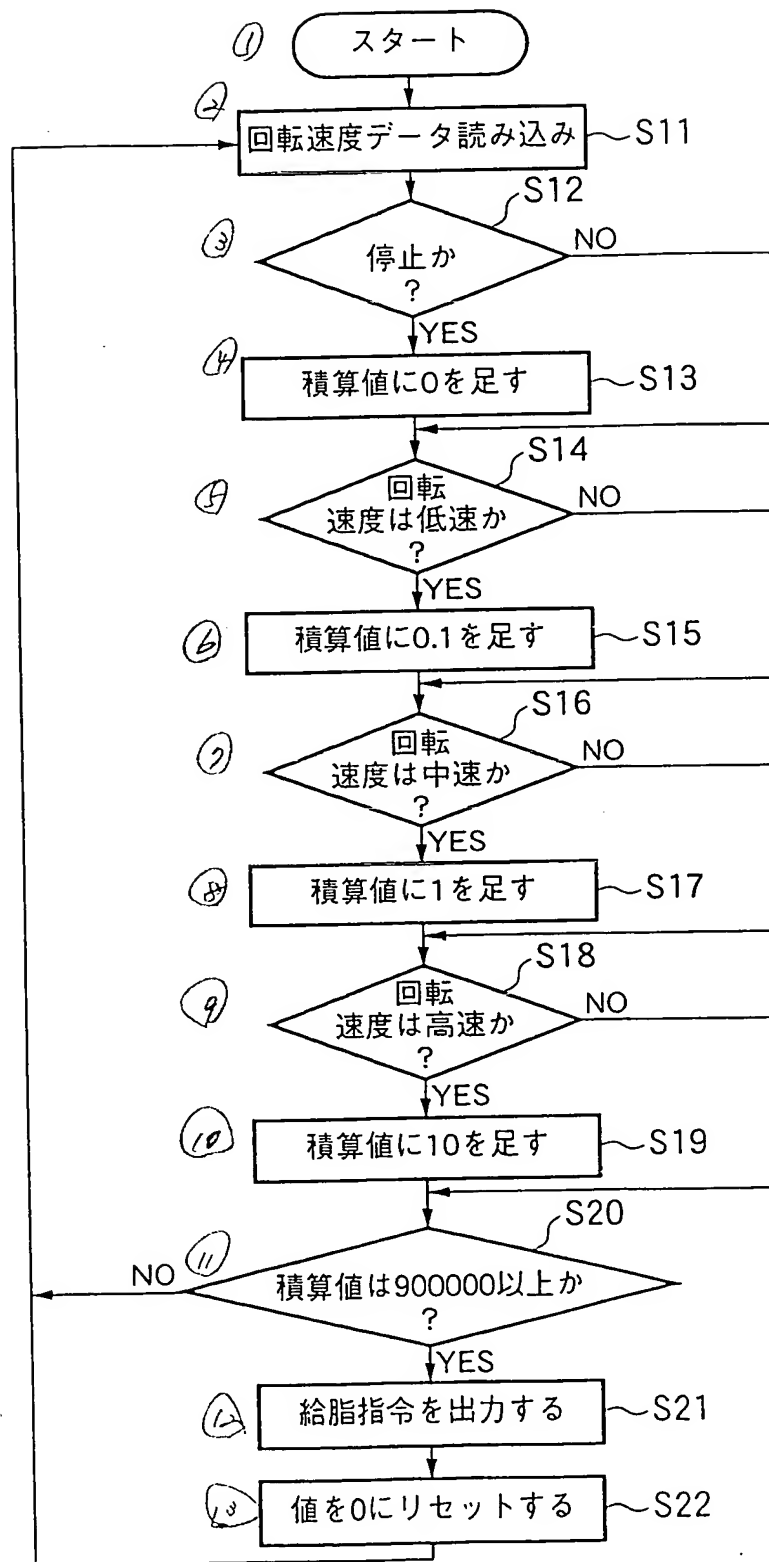 ① スタート
② 回転速度データ読み込み S11
S12
③ 停止か NO
?
YES
④ 積算値に0を足す S13
S14
回転
⑤ 速度は低速か NO
?
YES
⑥ 積算値に0.1を足す S15
S16
回転
⑦ 速度は中速か NO
?
YES
⑧ 積算値に1を足す S17
S18
回転
⑨ 速度は高速か NO
?
YES
⑩ 積算値に10を足す S19
S20
⑪
NO 積算値は900000以上か
?
YES
⑫ 給脂指令を出力する S21
⑬ 値を0にリセットする S22